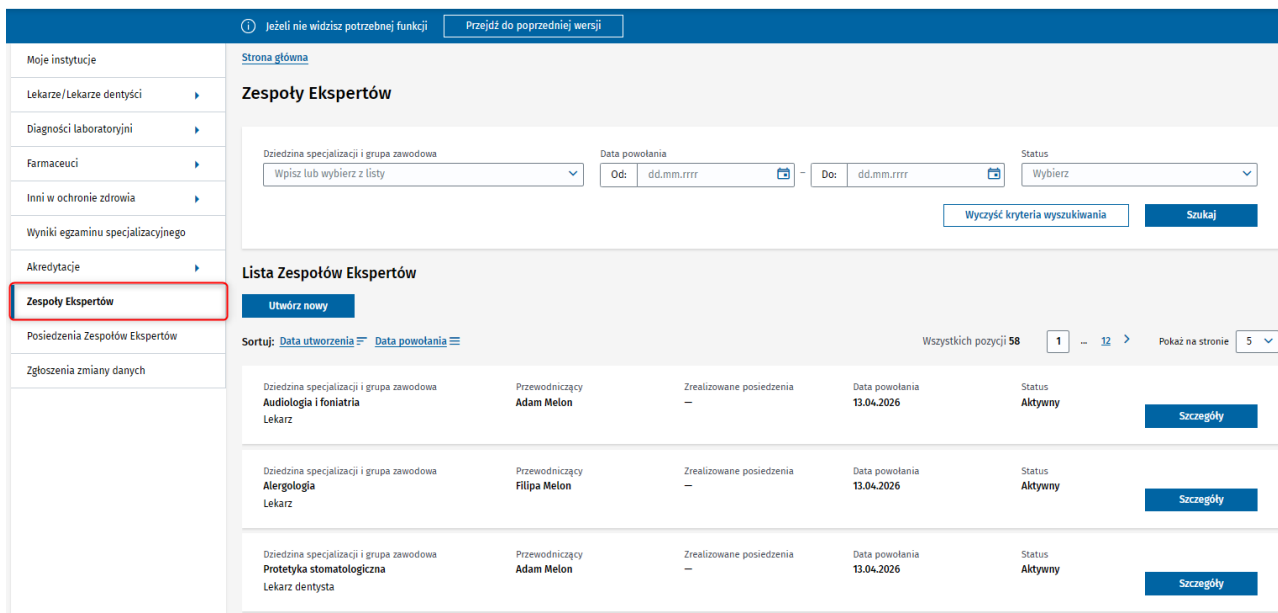 Jeżeli nie widzisz potrzebnej funkcji Przejdź do poprzedniej wersji
Moje instytucje
Lekarze/Lekarze dentyści
Diagności laboratoryjni
Farmaceuci
Inni w ochronie zdrowia
Wyniki egzaminu specjalizacyjnego
Akredytacje
Zespoły Ekspertów
Posiedzenia Zespołów Ekspertów
Zgłoszenia zmiany danych
Strona główna
Zespoły Ekspertów
Dziedzina specjalizacji i grupa zawodowa Data powołania Status
Wpisz lub wybierz z listy Od: dd.mm.rrrr – Do: dd.mm.rrrr Wybierz
Wyczyść kryteria wyszukiwania Szukaj
Lista Zespołów Ekspertów
Utwórz nowy
Sortuj: Data utworzenia Data powołania Wszystkich pozycji 58 1 ... 12 Pokaż na stronie 5
Dziedzina specjalizacji i grupa zawodowa Przewodniczący Zrealizowane posiedzenia Data powołania Status
Audiologia i foniatria Adam Melon — 13.04.2026 Aktywny
Lekarz Szczegóły
Dziedzina specjalizacji i grupa zawodowa Przewodniczący Zrealizowane posiedzenia Data powołania Status
Alergologia Filipa Melon — 13.04.2026 Aktywny
Lekarz Szczegóły
Dziedzina specjalizacji i grupa zawodowa Przewodniczący Zrealizowane posiedzenia Data powołania Status
Protetyka stomatologiczna Adam Melon — 13.04.2026 Aktywny
Lekarz dentysta Szczegóły